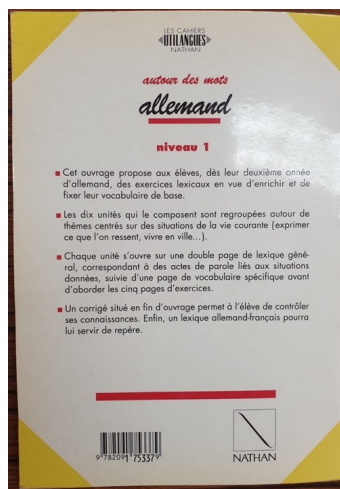 LES CAHIERS
UTILANGUES
NATHAN
autour des mots
allemand
niveau 1
Cet ouvrage propose aux élèves, dès leur deuxième année
d'allemand, des exercices lexicaux en vue d'enrichir et de
fixer leur vocabulaire de base.
Les dix unités qui le composent sont regroupées autour de
thèmes centrés sur des situations de la vie courante (exprimer
ce que l'on ressent, vivre en ville...).
Chaque unité s'ouvre sur une double page de lexique géné-
ral, correspondant à des actes de parole liés aux situations
données, suivie d'une page de vocabulaire spécifique avant
d'aborder les cinq pages d'exercices.
Un corrigé situé en fin d'ouvrage permet à l'élève de contrôler
ses connaissances. Enfin, un lexique allemand-français pourra
lui servir de repère.
9 782091 753379
NATHAN